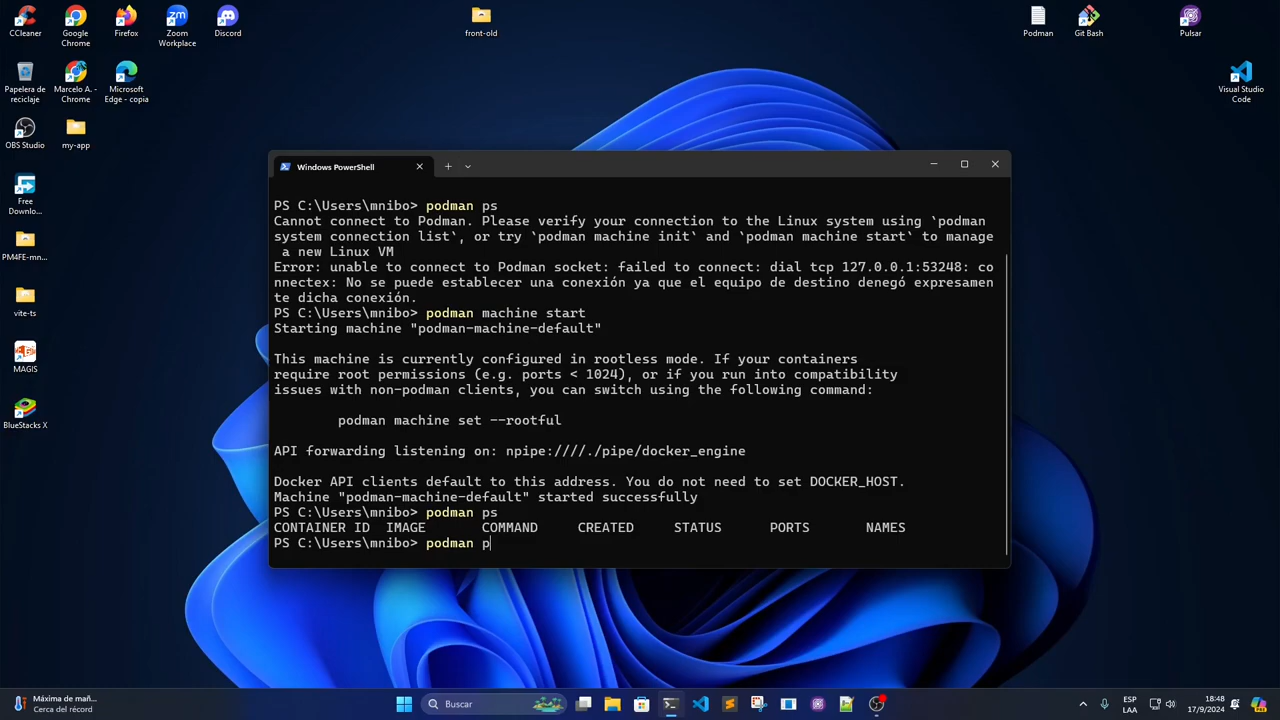 CCleaner
Google
Chrome
Firefox
Zoom
Workplace
Discord
front-old
Podman
Git Bash
Pulsar
Papelera de
reciclaje
Marcelo A. -
Chrome
Microsoft
Edge - copia
Visual Studio
Code
OBS Studio
my-app
Free
Downlo...
PM4FE-mn...
vite-ts
MAGIS
BlueStacks X
Windows PowerShell
PS C:\Users\mnibo> podman ps
Cannot connect to Podman. Please verify your connection to the Linux system using `podman
system connection list`, or try `podman machine init` and `podman machine start` to manage
a new Linux VM
Error: unable to connect to Podman socket: failed to connect: dial tcp 127.0.0.1:53248: co
nnectex: No se puede establecer una conexión ya que el equipo de destino denegó expresamen
te dicha conexión.
PS C:\Users\mnibo> podman machine start
Starting machine "podman-machine-default"
This machine is currently configured in rootless mode. If your containers
require root permissions (e.g. ports < 1024), or if you run into compatibility
issues with non-podman clients, you can switch using the following command:
podman machine set --rootful
API forwarding listening on: npipe:////./pipe/docker_engine
Docker API clients default to this address. You do not need to set DOCKER_HOST.
Machine "podman-machine-default" started successfully
PS C:\Users\mnibo> podman ps
CONTAINER ID IMAGE COMMAND CREATED STATUS PORTS NAMES
PS C:\Users\mnibo> podman p
Máxima de mañ...
Cerca del récord
Buscar
ESP
LAA
18:48
17/9/2024